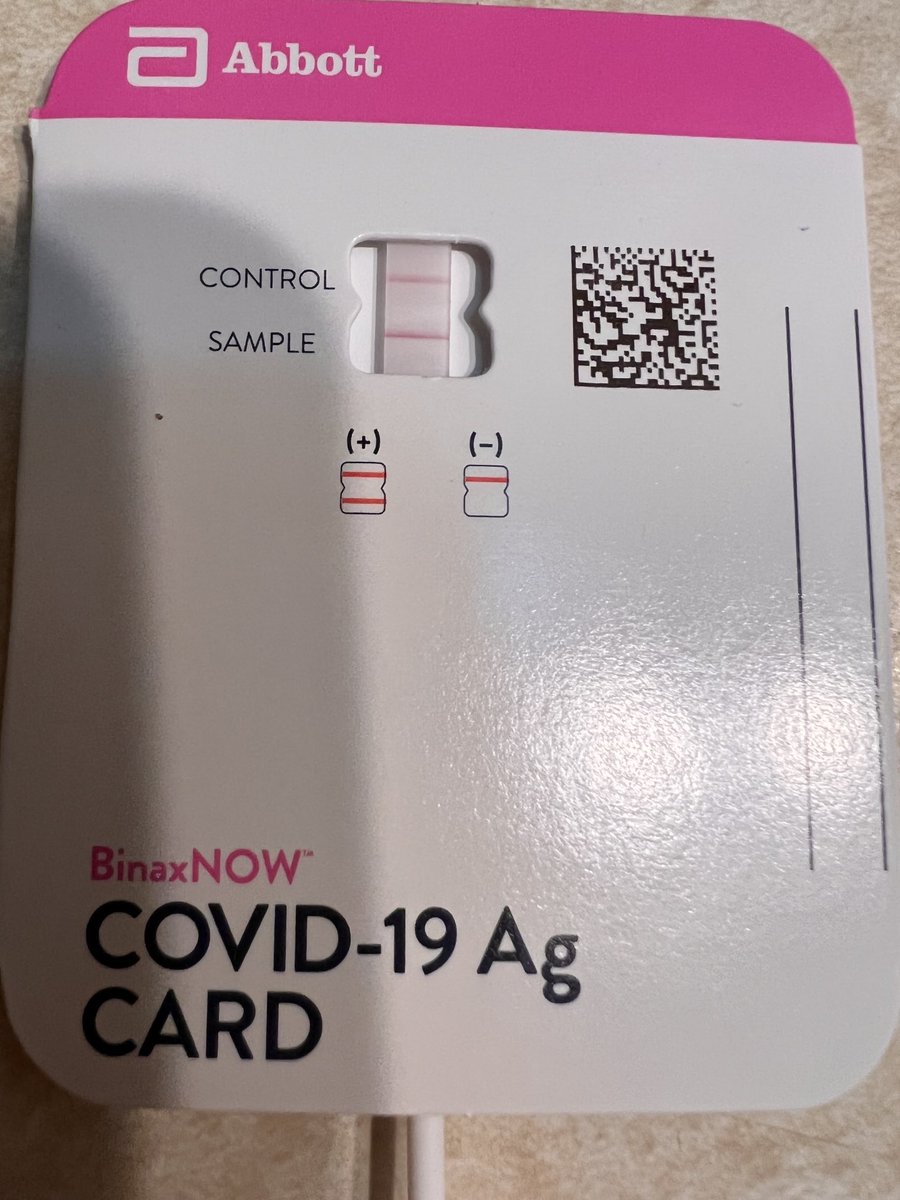 Abbott
CONTROL
SAMPLE
(+) (-)
BinaxNOW™
COVID-19 Ag
CARD